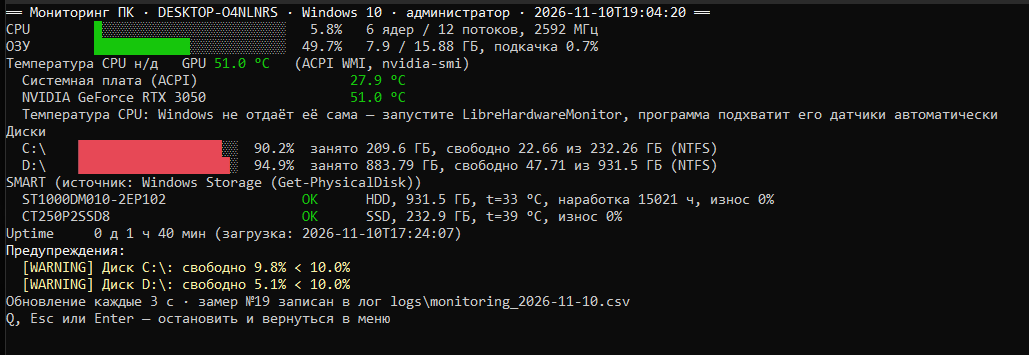 ══ Мониторинг ПК · DESKTOP-O4NLNRS · Windows 10 · администратор · 2026-11-10T19:04:20 ══
CPU 5.8% 6 ядер / 12 потоков, 2592 МГц
ОЗУ 49.7% 7.9 / 15.88 ГБ, подкачка 0.7%
Температура CPU н/д GPU 51.0 °C (ACPI WMI, nvidia-smi)
Системная плата (ACPI) 27.9 °C
NVIDIA GeForce RTX 3050 51.0 °C
Температура CPU: Windows не отдаёт её сама — запустите LibreHardwareMonitor, программа подхватит его датчики автоматически
Диски
C:\ 90.2% занято 209.6 ГБ, свободно 22.66 из 232.26 ГБ (NTFS)
D:\ 94.9% занято 883.79 ГБ, свободно 47.71 из 931.5 ГБ (NTFS)
SMART (источник: Windows Storage (Get-PhysicalDisk))
ST1000DM010-2EP102 OK HDD, 931.5 ГБ, t=33 °C, наработка 15021 ч, износ 0%
CT250P2SSD8 OK SSD, 232.9 ГБ, t=39 °C, износ 0%
Uptime 0 д 1 ч 40 мин (загрузка: 2026-11-10T17:24:07)
Предупреждения:
[WARNING] Диск C:\: свободно 9.8% < 10.0%
[WARNING] Диск D:\: свободно 5.1% < 10.0%
Обновление каждые 3 с · замер №19 записан в лог logs\monitoring_2026-11-10.csv
Q, Esc или Enter — остановить и вернуться в меню